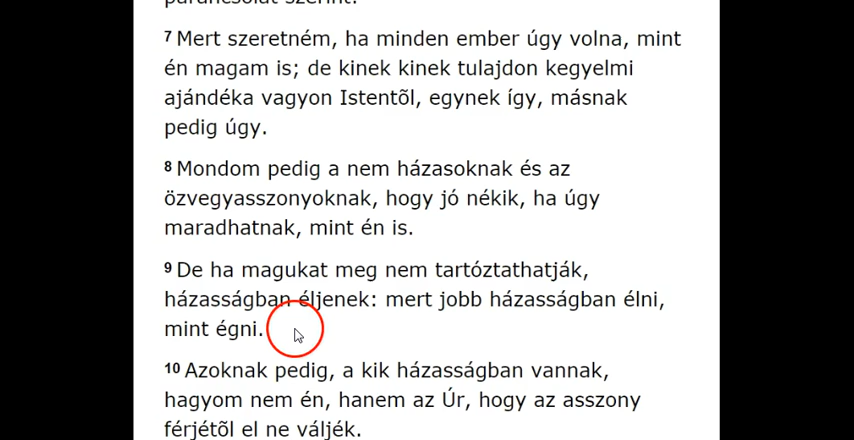 parancsolat szerint.
7 Mert szeretném, ha minden ember úgy volna, mint
én magam is; de kinek kinek tulajdon kegyelmi
ajándéka vagyon Istentõl, egynek így, másnak
pedig úgy.
8 Mondom pedig a nem házasoknak és az
özvegyasszonyoknak, hogy jó nékik, ha úgy
maradhatnak, mint én is.
9 De ha magukat meg nem tartóztathatják,
házasságban éljenek: mert jobb házasságban élni,
mint égni.
10 Azoknak pedig, a kik házasságban vannak,
hagyom nem én, hanem az Úr, hogy az asszony
férjétõl el ne váljék.